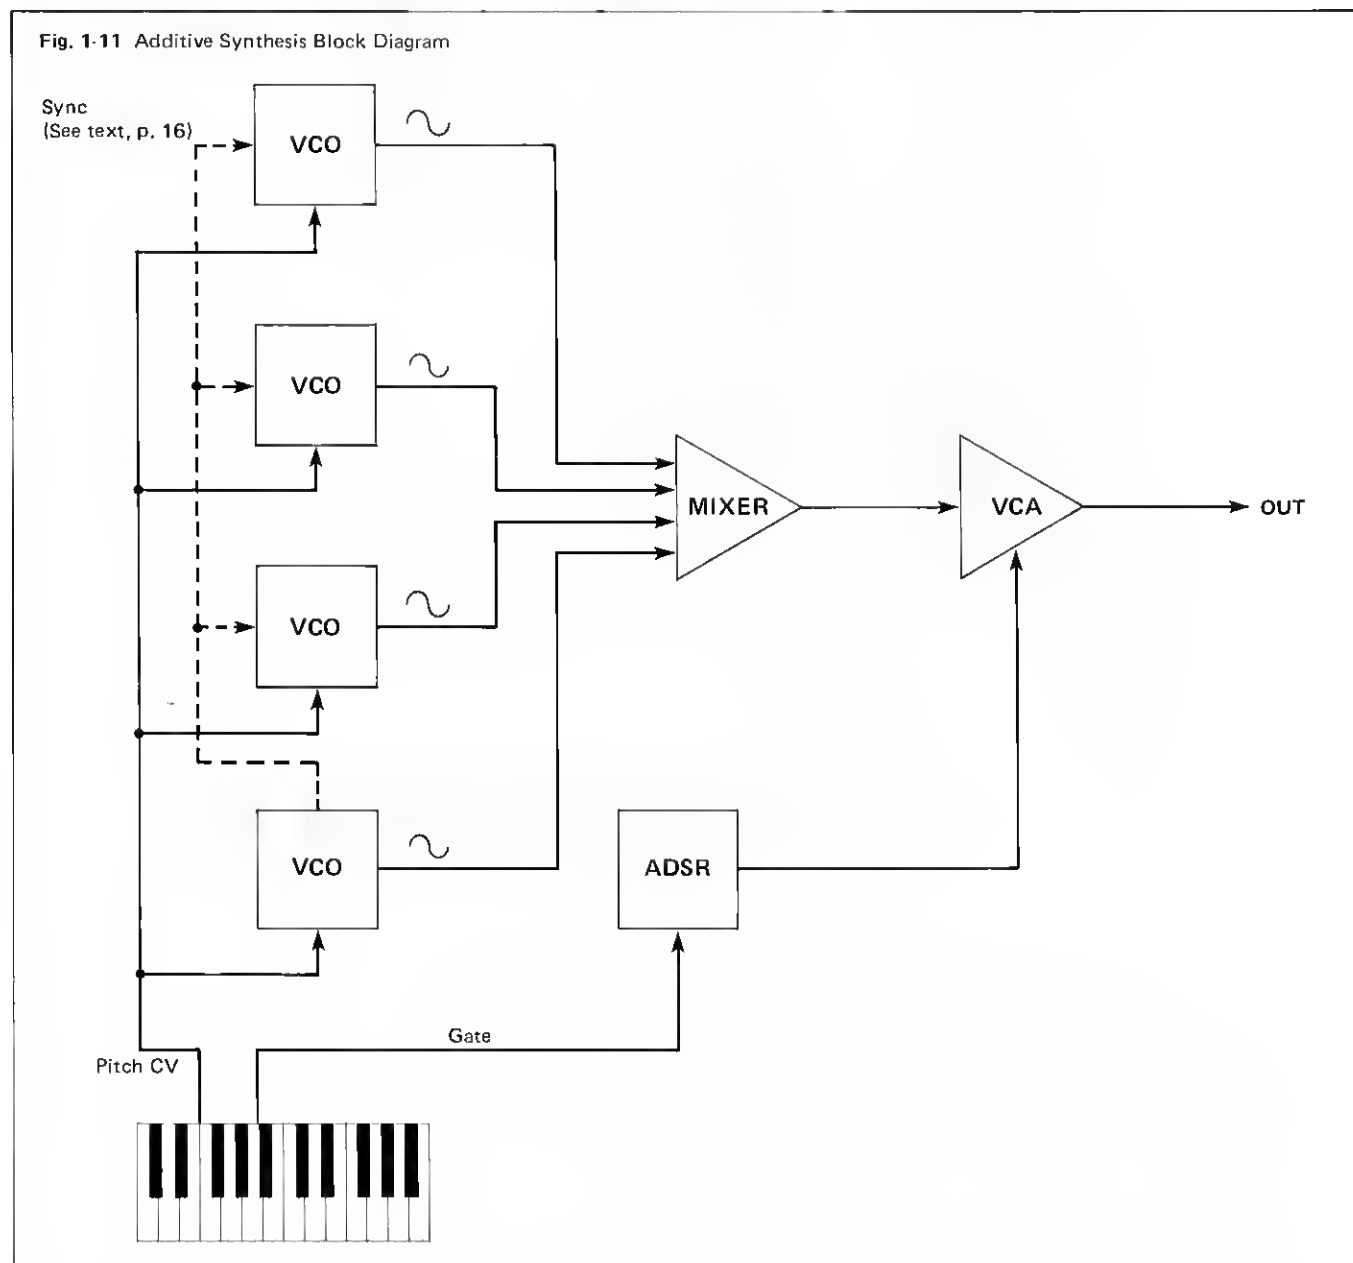 Fig. 1-11 Additive Synthesis Block Diagram
Sync
(See text, p. 16)
VCO
VCO
VCO
VCO
MIXER
VCA
OUT
ADSR
Gate
Pitch CV